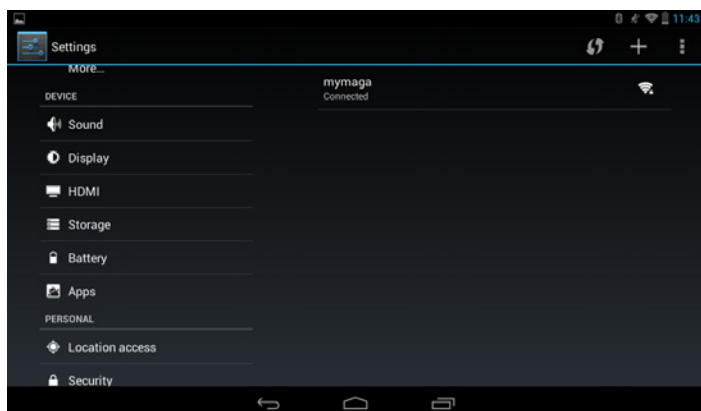 11:43
Settings
More...
DEVICE
Sound
Display
HDMI
Storage
Battery
Apps
PERSONAL
Location access
Security
mymaga
Connected